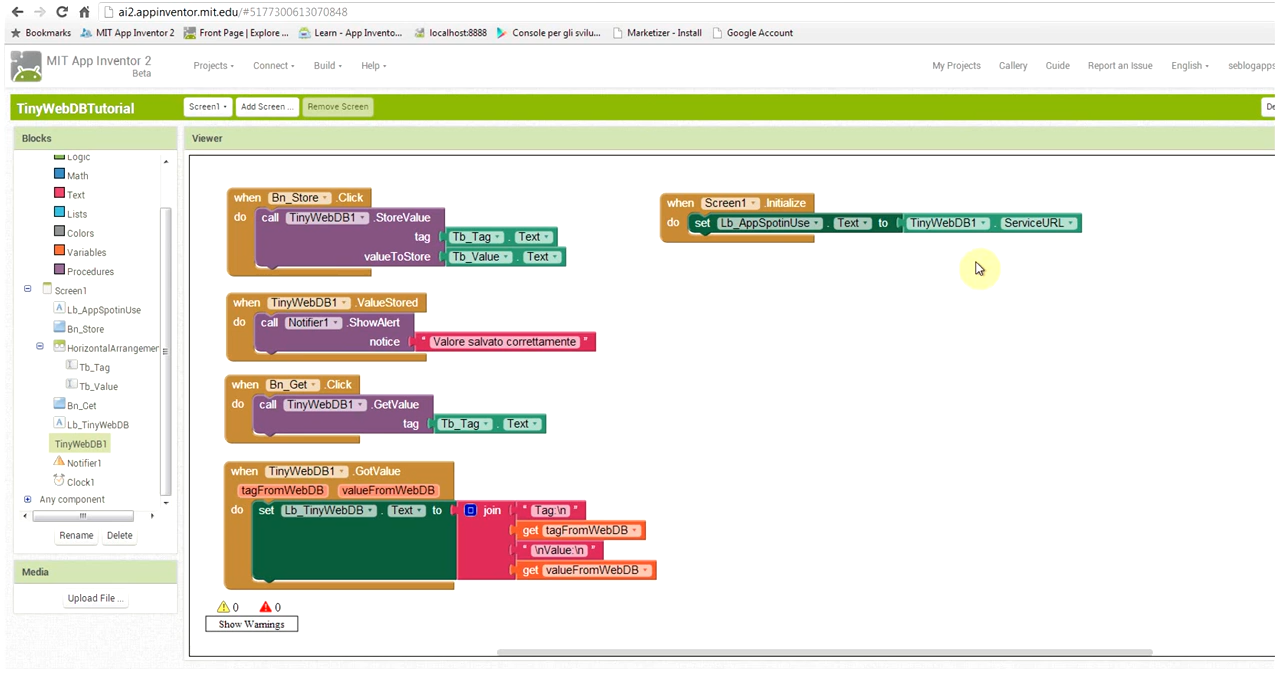 ai2.appinventor.mit.edu/#5177300613070848
Bookmarks MIT App Inventor 2 Front Page | Explore ... Learn - App Invento... localhost:8888 Console per gli svilu... Marketizer - Install Google Account
MIT App Inventor 2
Beta
Projects Connect Build Help My Projects Gallery Guide Report an Issue English seblogapps
TinyWebDBTutorial Screen1 Add Screen ... Remove Screen De
Blocks
Logic
Math
Text
Lists
Colors
Variables
Procedures
Screen1
Lb_AppSpotinUse
Bn_Store
HorizontalArrangemer
Tb_Tag
Tb_Value
Bn_Get
Lb_TinyWebDB
TinyWebDB1
Notifier1
Clock1
Any component
Rename Delete
Media
Upload File ...
Viewer
when Bn_Store .Click
do call TinyWebDB1 .StoreValue
tag Tb_Tag . Text
valueToStore Tb_Value . Text
when TinyWebDB1 .ValueStored
do call Notifier1 .ShowAlert
notice " Valore salvato correttamente "
when Bn_Get .Click
do call TinyWebDB1 .GetValue
tag Tb_Tag . Text
when TinyWebDB1 .GotValue
tagFromWebDB valueFromWebDB
do set Lb_TinyWebDB . Text to join " Tag:\n "
get tagFromWebDB
" \nValue:\n "
get valueFromWebDB
when Screen1 .Initialize
do set Lb_AppSpotinUse . Text to TinyWebDB1 . ServiceURL
0 0
Show Warnings